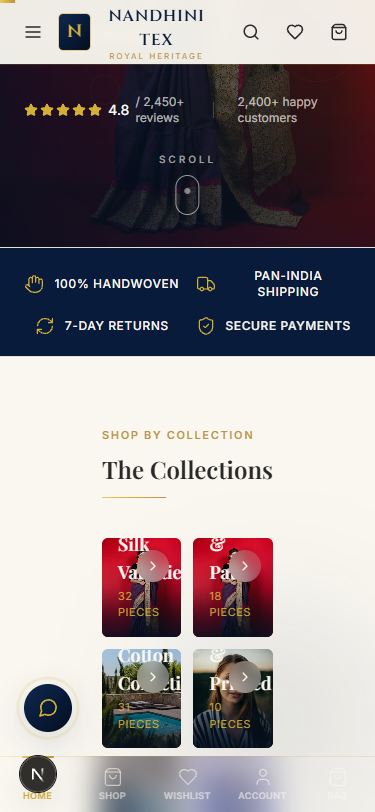 N
NANDHINI
TEX
ROYAL HERITAGE
4.8
/ 2,450+
reviews
2,400+ happy
customers
SCROLL
100% HANDWOVEN
PAN-INDIA
SHIPPING
7-DAY RETURNS
SECURE PAYMENTS
SHOP BY COLLECTION
The Collections
Silk
32
PIECES
&
18
PIECES
Cotton
31
PIECES
&
10
PIECES
N
HOME
SHOP
WISHLIST
ACCOUNT
BAG